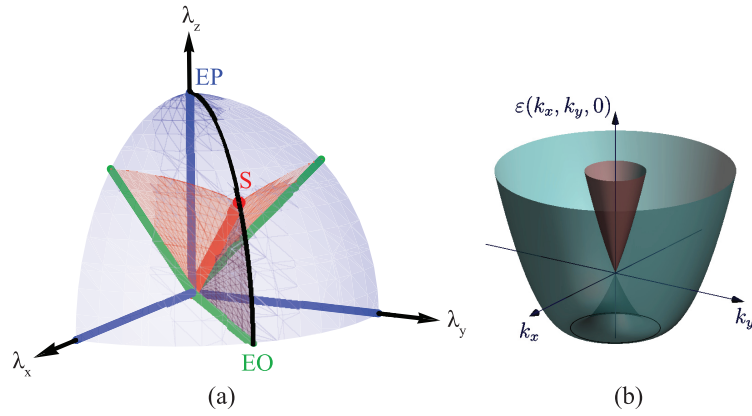 λz
EP
S
λy
λx
EO
(a)
ε(kx, ky, 0)
kx
ky
(b)